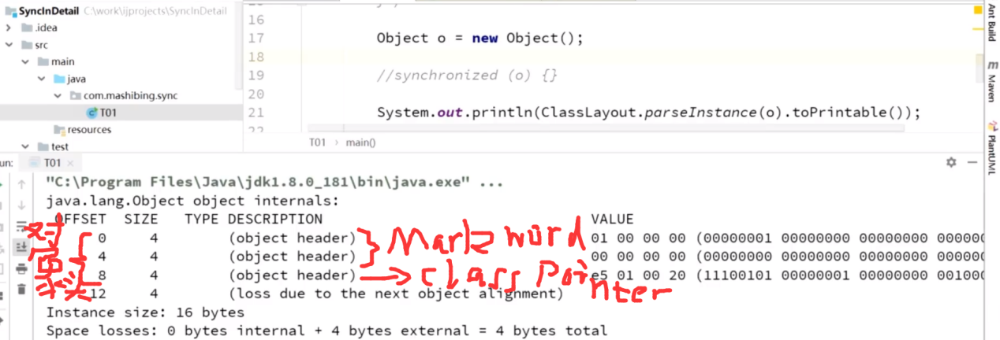 SyncInDetail C:\work\ijprojects\SyncInDetail
.idea
src
main
java
com.mashibing.sync
T01
resources
test
16
17 Object o = new Object();
18
19 //synchronized (o) {}
20
21 System.out.println(ClassLayout.parseInstance(o).toPrintable());
22
T01 › main()
Ant Build
Maven
PlantUML
un: T01 ×
"C:\Program Files\Java\jdk1.8.0_181\bin\java.exe" ...
java.lang.Object object internals:
OFFSET SIZE TYPE DESCRIPTION VALUE
0 4 (object header) 01 00 00 00 (00000001 00000000 00000000 000000
4 4 (object header) 00 00 00 00 (00000000 00000000 00000000 000000
8 4 (object header) e5 01 00 20 (11100101 00000001 00000000 001000
12 4 (loss due to the next object alignment)
Instance size: 16 bytes
Space losses: 0 bytes internal + 4 bytes external = 4 bytes total
对象头
Mark word
class Pointer